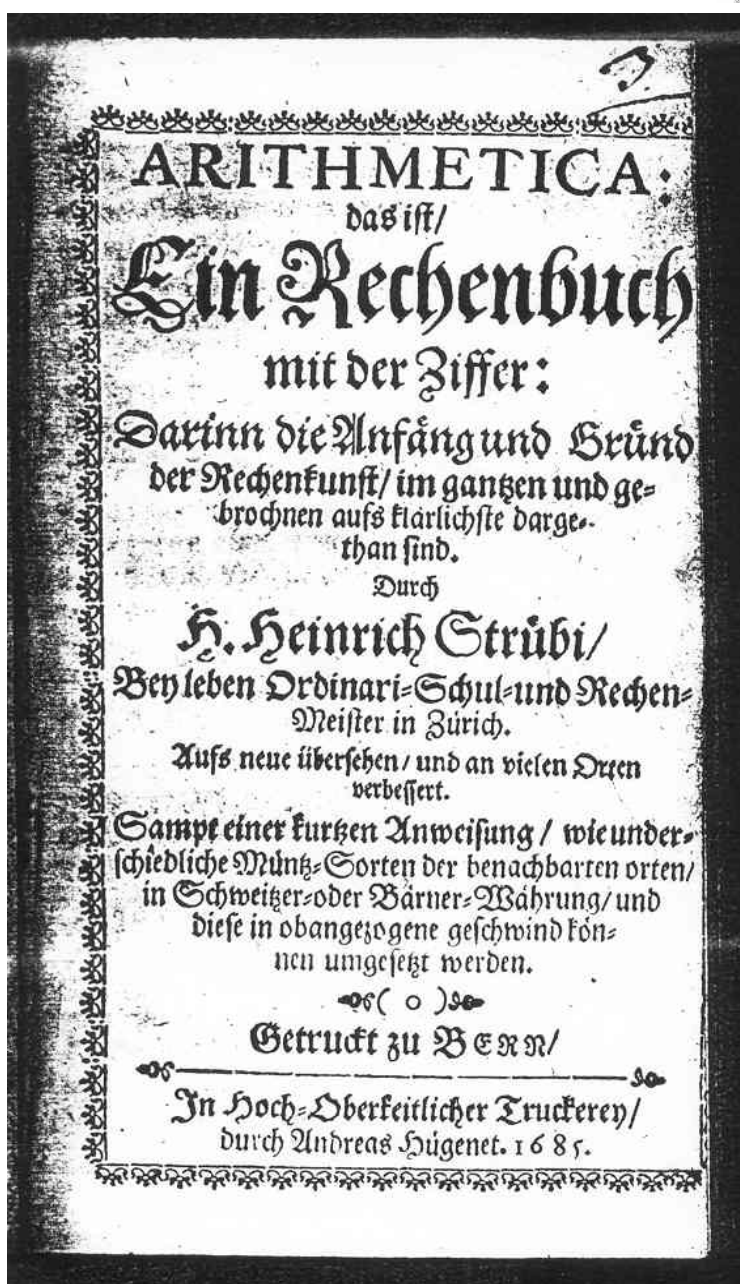 3.
ARITHMETICA:
das ist/
Ein Rechenbuch
mit der Ziffer:
Darinn die Anfäng und Gründ
der Rechenkunst/ im gantzen und ge-
brochnen aufs klärlichste darge-
than sind.
Durch
H. Heinrich Strübi/
Bey leben Ordinari-Schul-und Rechen-
Meister in Zürich.
Aufs neue übersehen/ und an vielen Orten
verbessert.
Sampt einer kurtzen Anweisung / wie under-
schiedliche Müntz-Sorten der benachbarten orten/
in Schweitzer-oder Bärner-Währung/ und
diese in obangezogene geschwind kön-
nen umgesetzt werden.
( o )
Getruckt zu BERN/
In Hoch-Oberkeitlicher Truckerey/
durch Andreas Hügenet. 1685.